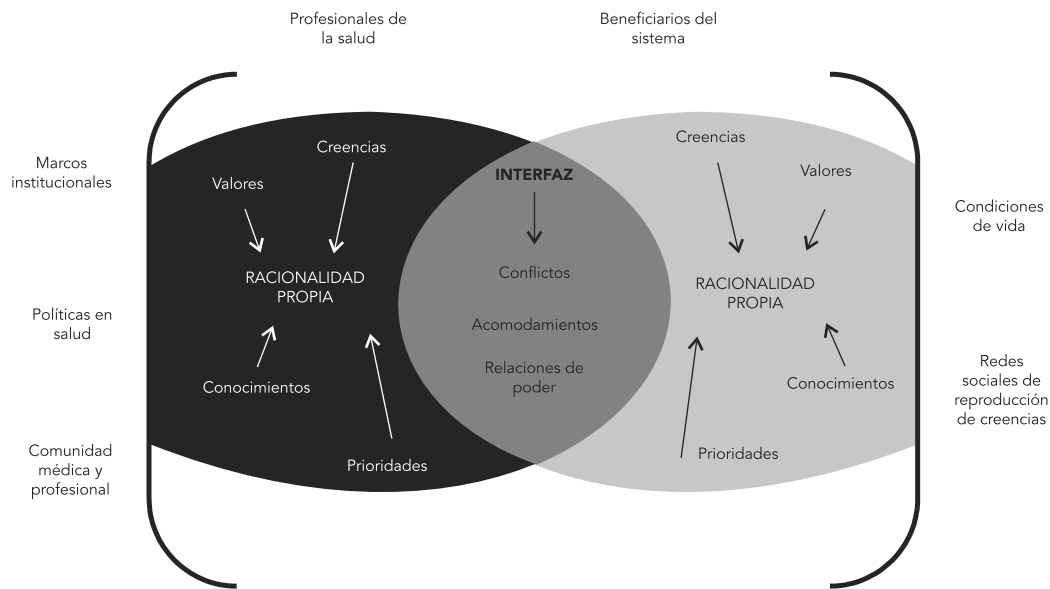 Profesionales de
la salud
Beneficiarios del
sistema
Marcos
institucionales
Políticas en
salud
Comunidad
médica y
profesional
Creencias
Valores
RACIONALIDAD
PROPIA
Conocimientos
Prioridades
INTERFAZ
Conflictos
Acomodamientos
Relaciones de
poder
Creencias
Valores
RACIONALIDAD
PROPIA
Conocimientos
Prioridades
Condiciones
de vida
Redes
sociales de
reproducción
de creencias